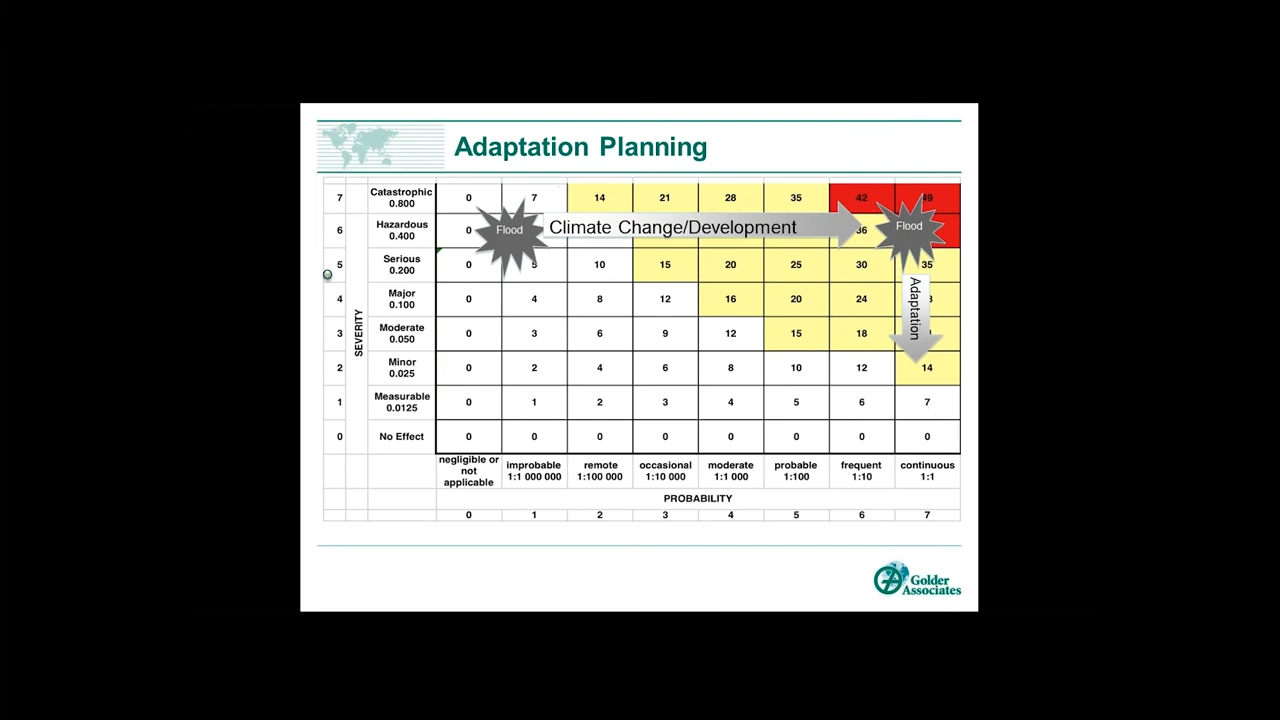 Adaptation Planning
7 Catastrophic 0.800 0 7 14 21 28 35 42 49
6 Hazardous 0.400 0 Flood Climate Change/Development 36 Flood
5 Serious 0.200 0 5 10 15 20 25 30 35
4 Major 0.100 0 4 8 12 16 20 24
3 Moderate 0.050 0 3 6 9 12 15 18
Adaptation
SEVERITY
2 Minor 0.025 0 2 4 6 8 10 12 14
1 Measurable 0.0125 0 1 2 3 4 5 6 7
0 No Effect 0 0 0 0 0 0 0 0
negligible or not applicable improbable 1:1 000 000 remote 1:100 000 occasional 1:10 000 moderate 1:1 000 probable 1:100 frequent 1:10 continuous 1:1
PROBABILITY
0 1 2 3 4 5 6 7
Golder
Associates